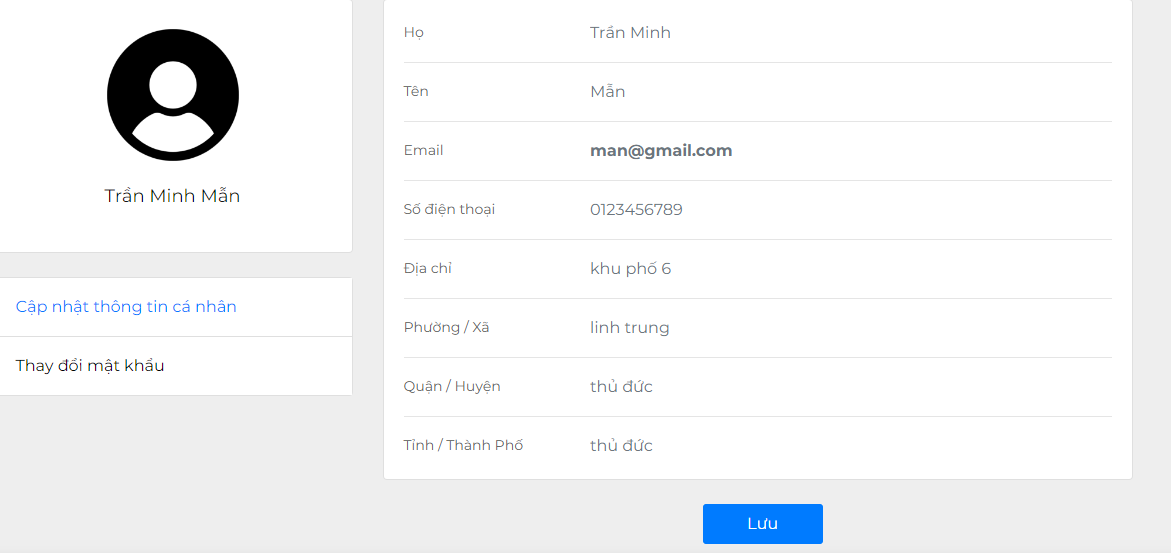 Trần Minh Mẫn
Cập nhật thông tin cá nhân
Thay đổi mật khẩu
Họ Trần Minh
Tên Mẫn
Email man@gmail.com
Số điện thoại 0123456789
Địa chỉ khu phố 6
Phường / Xã linh trung
Quận / Huyện thủ đức
Tỉnh / Thành Phố thủ đức
Lưu